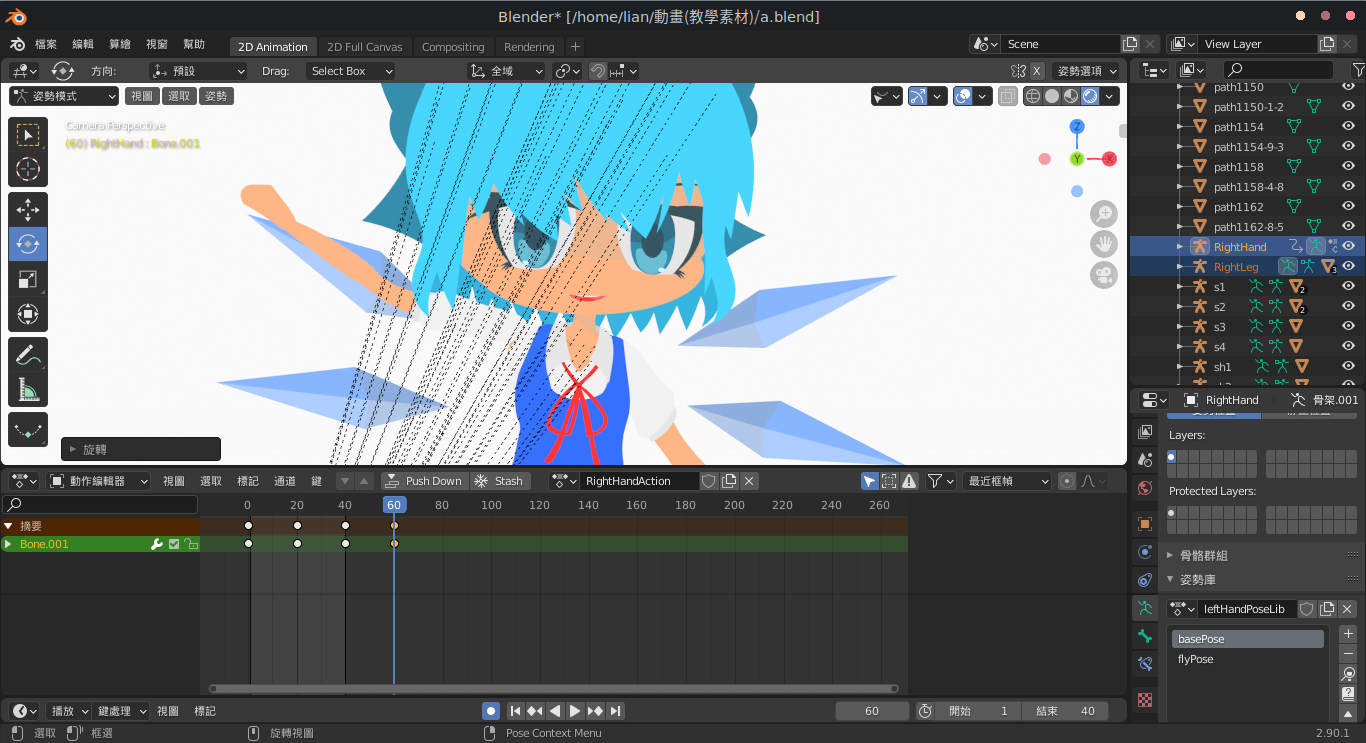 Blender* [/home/lian/動畫(教學素材)/a.blend]
檔案 編輯 算繪 視窗 幫助 2D Animation 2D Full Canvas Compositing Rendering + Scene View Layer
方向: 預設 Drag: Select Box 全域 X 姿勢選項
姿勢模式 視圖 選取 姿勢
Camera Perspective
(60) RightHand : Bone.001
Z
Y
X
旋轉
path1150
path1150-1-2
path1154
path1154-9-3
path1158
path1158-4-8
path1162
path1162-8-5
RightHand
RightLeg 3
s1 2
s2 2
s3
s4
sh1
RightHand 骨架.001
Layers:
Protected Layers:
骨骼群組
姿勢庫
leftHandPoseLib
basePose
flyPose
動作編輯器 視圖 選取 標記 通道 鍵 Push Down Stash RightHandAction 最近框幀
0 20 40 60 80 100 120 140 160 180 200 220 240 260
摘要
Bone.001
播放 鍵處理 視圖 標記 60 開始 1 結束 40
選取 框選 旋轉視圖 Pose Context Menu 2.90.1